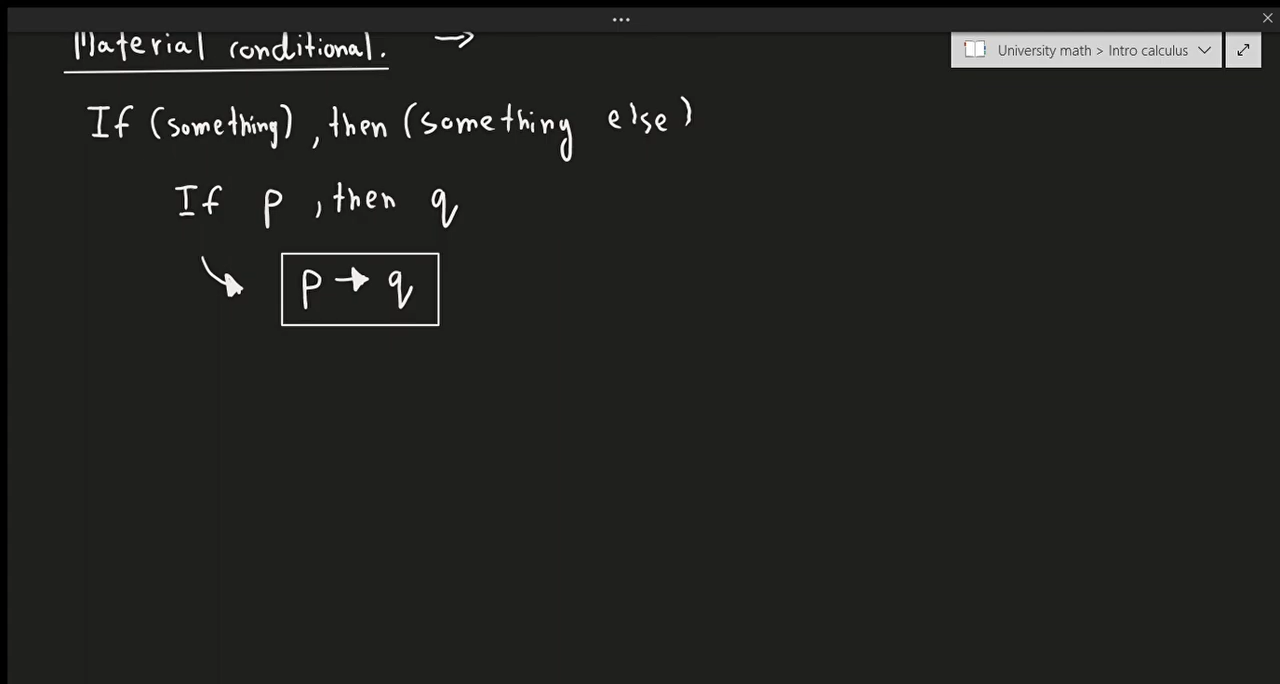 ...
University math > Intro calculus
Material conditional. →
If (something), then (something else)
If p, then q
p → q